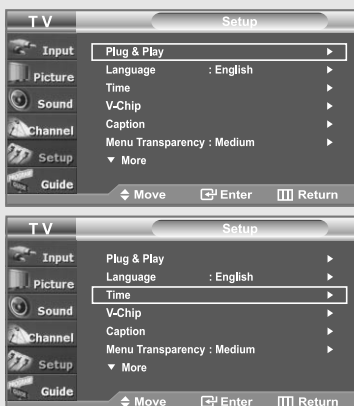 T V Setup
Input Plug & Play ►
Picture Language : English ►
Time ►
Sound V-Chip ►
Channel Caption ►
Menu Transparency : Medium ►
Setup ▼ More
Guide
Move Enter Return
T V Setup
Input Plug & Play ►
Picture Language : English ►
Time ►
Sound V-Chip ►
Channel Caption ►
Menu Transparency : Medium ►
Setup ▼ More
Guide
Move Enter Return